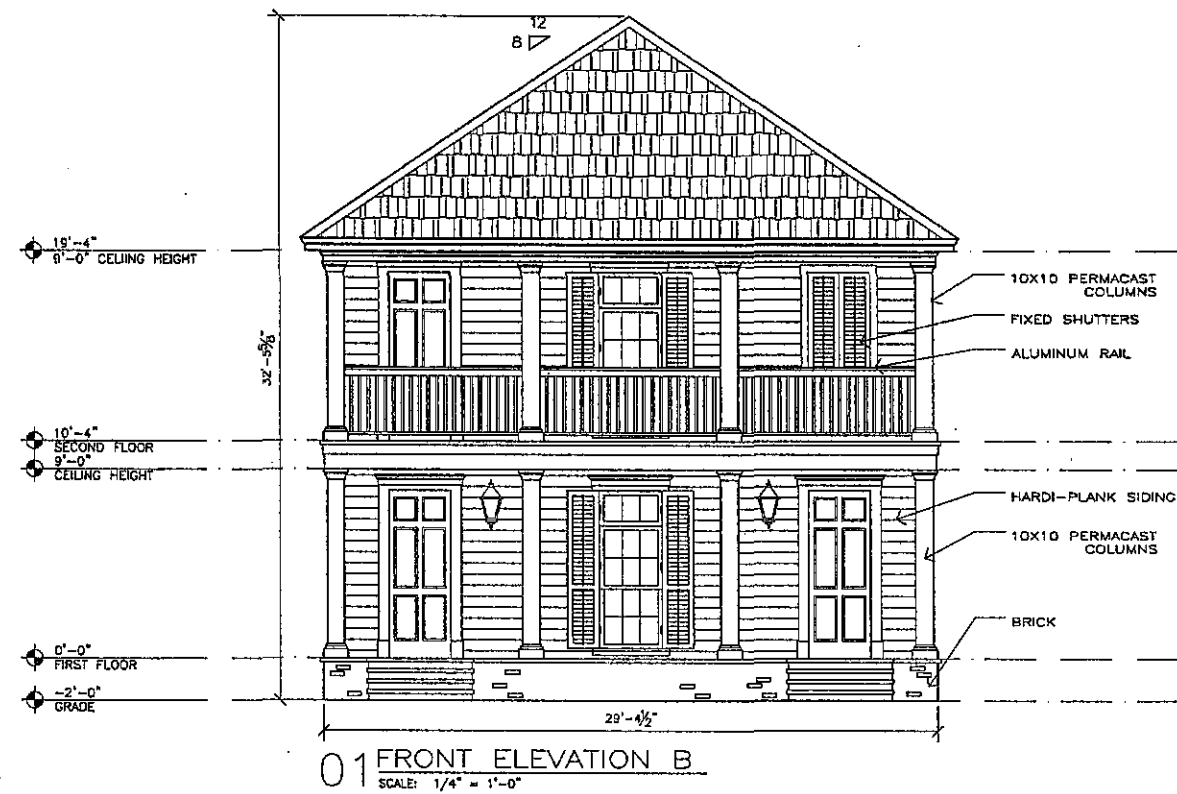 12
8
32'-5⅝"
19'-4"
9'-0" CEILING HEIGHT
10X10 PERMACAST
COLUMNS
FIXED SHUTTERS
ALUMINUM RAIL
10'-4"
SECOND FLOOR
9'-0"
CEILING HEIGHT
HARDI-PLANK SIDING
10X10 PERMACAST
COLUMNS
BRICK
0'-0"
FIRST FLOOR
-2'-0"
GRADE
29'-4½"
01 FRONT ELEVATION B
SCALE: 1/4" = 1'-0"